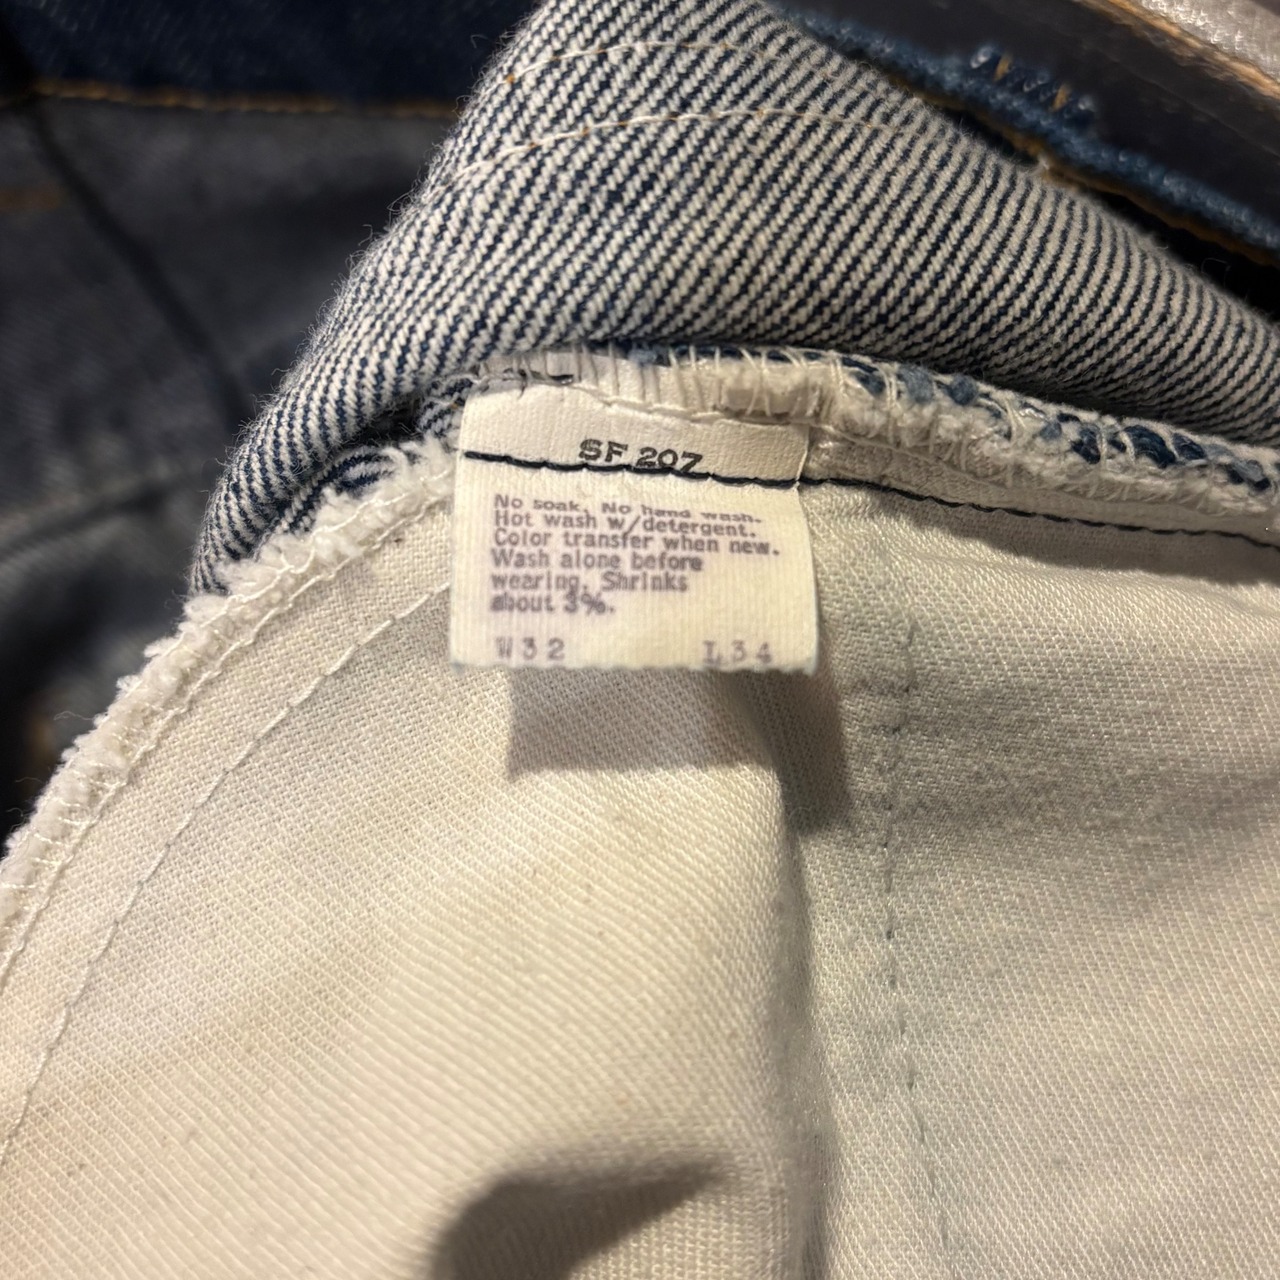 SF 207
No soak, No hand wash.
Hot wash w/detergent.
Color transfer when new.
Wash alone before
wearing. Shrinks
about 3%.
W32 L34